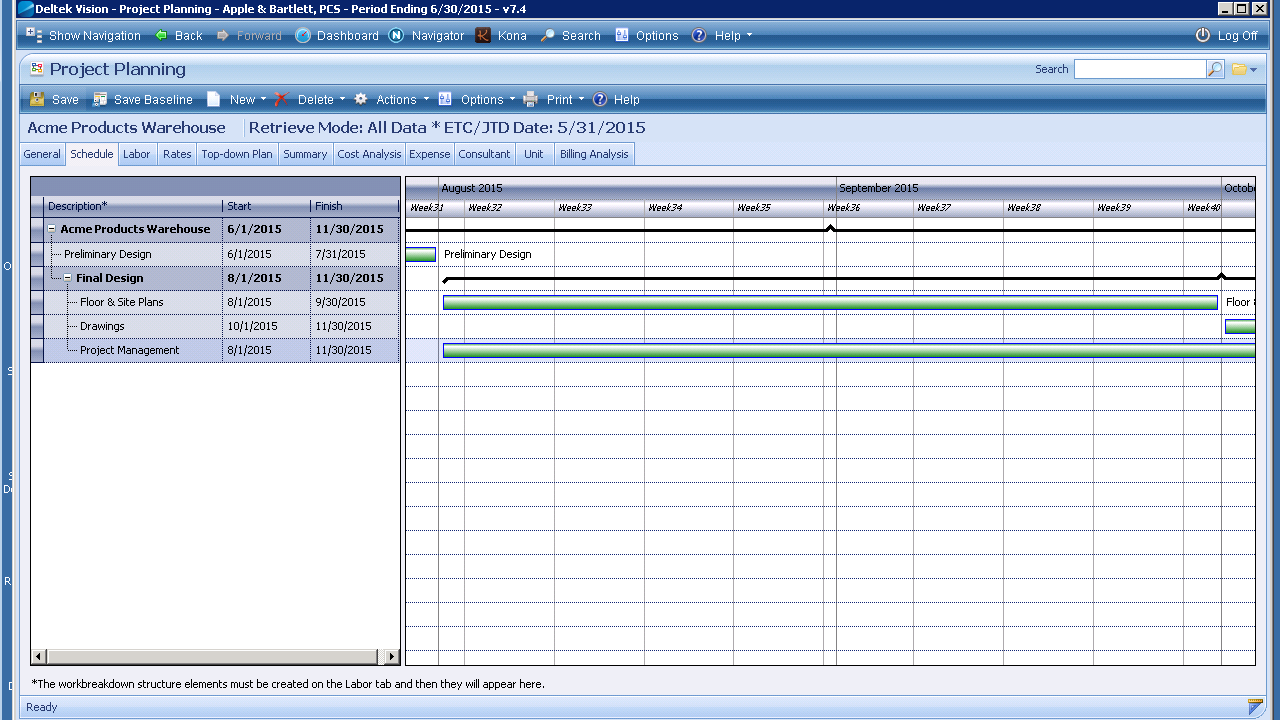 Deltek Vision - Project Planning - Apple & Bartlett, PCS - Period Ending 6/30/2015 - v7.4
Show Navigation Back Forward Dashboard Navigator Kona Search Options Help Log Off
Project Planning Search
Save Save Baseline New Delete Actions Options Print Help
Acme Products Warehouse Retrieve Mode: All Data * ETC/JTD Date: 5/31/2015
General Schedule Labor Rates Top-down Plan Summary Cost Analysis Expense Consultant Unit Billing Analysis
August 2015 September 2015 Octob
Description* Start Finish Week31 Week32 Week33 Week34 Week35 Week36 Week37 Week38 Week39 Week40
Acme Products Warehouse 6/1/2015 11/30/2015
Preliminary Design 6/1/2015 7/31/2015 Preliminary Design
Final Design 8/1/2015 11/30/2015
Floor & Site Plans 8/1/2015 9/30/2015 Floor
Drawings 10/1/2015 11/30/2015
Project Management 8/1/2015 11/30/2015
*The workbreakdown structure elements must be created on the Labor tab and then they will appear here.
Ready